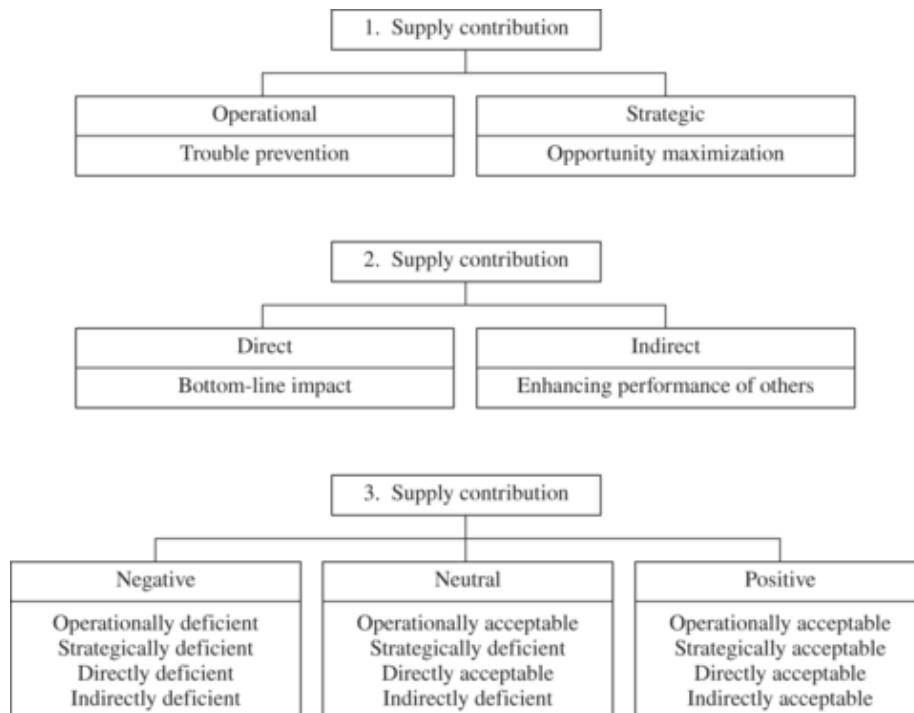 1. Supply contribution
Operational
Trouble prevention
Strategic
Opportunity maximization
2. Supply contribution
Direct
Bottom-line impact
Indirect
Enhancing performance of others
3. Supply contribution
Negative
Operationally deficient
Strategically deficient
Directly deficient
Indirectly deficient
Neutral
Operationally acceptable
Strategically deficient
Directly acceptable
Indirectly deficient
Positive
Operationally acceptable
Strategically acceptable
Directly acceptable
Indirectly acceptable